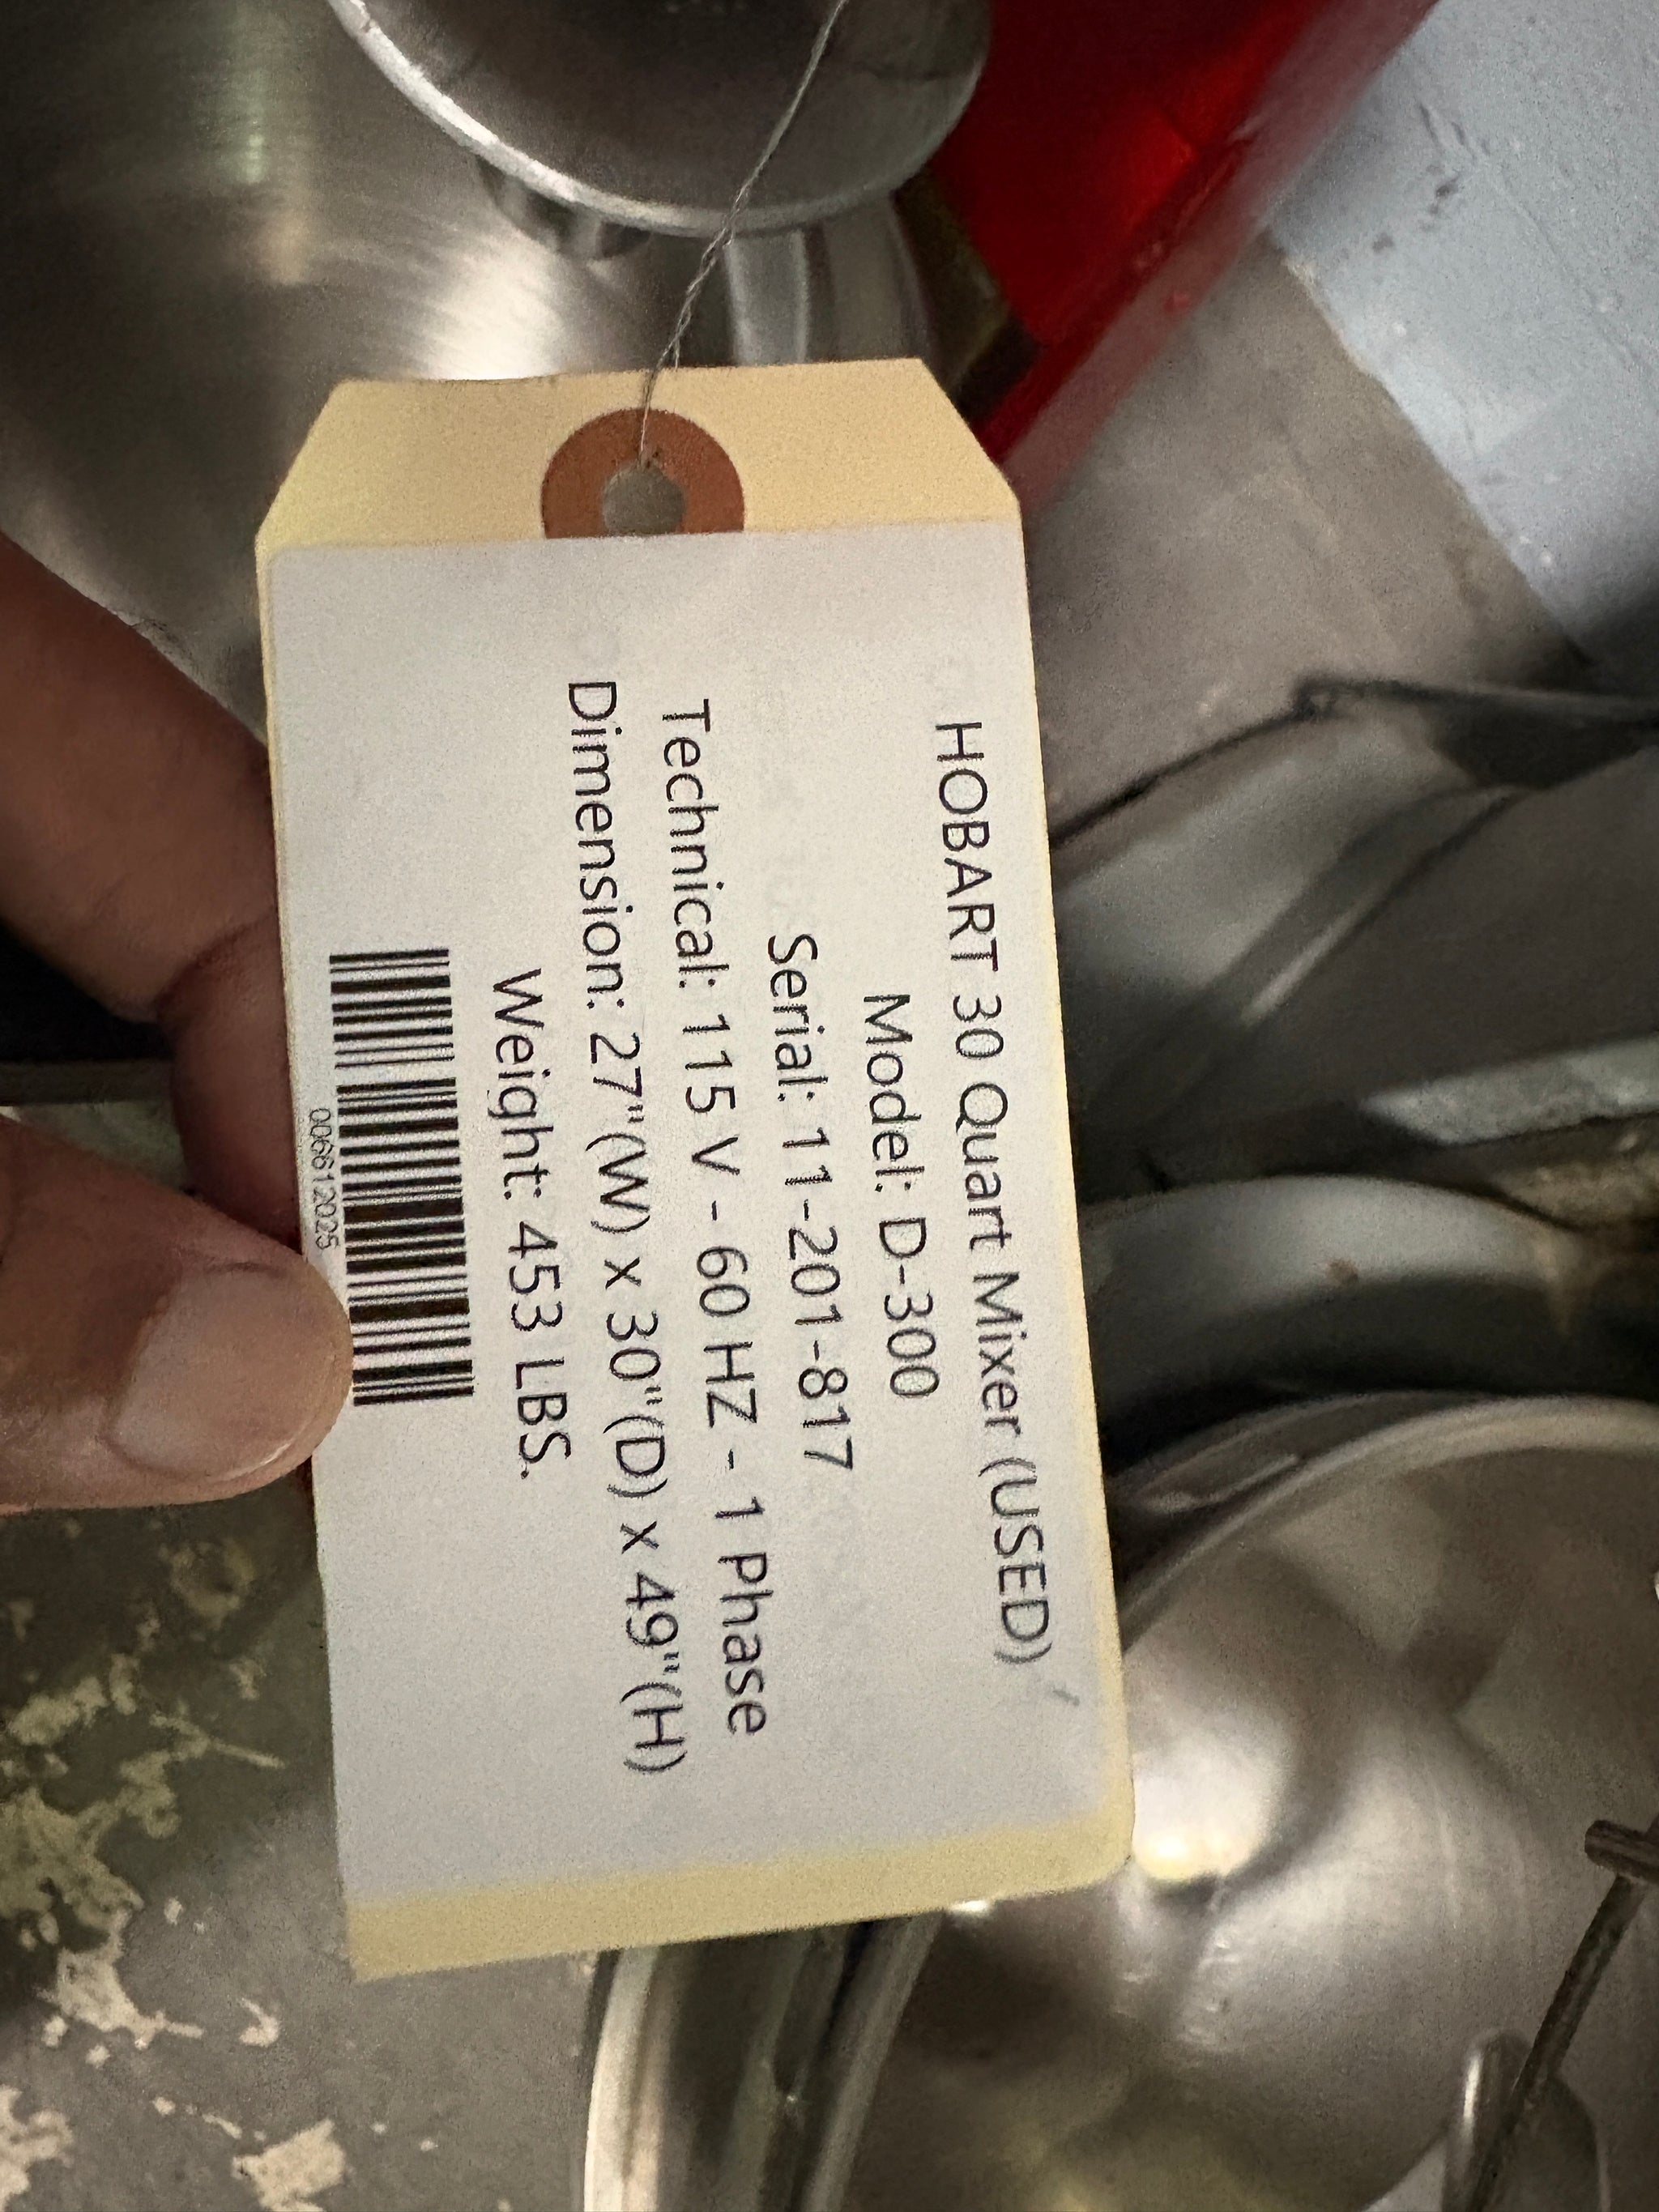 HOBART 30 Quart Mixer (USED)
Model: D-300
Serial: 11-201-817
Technical: 115 V - 60 HZ - 1 Phase
Dimension: 27"(W) x 30"(D) x 49"(H)
Weight: 453 LBS.
006612025